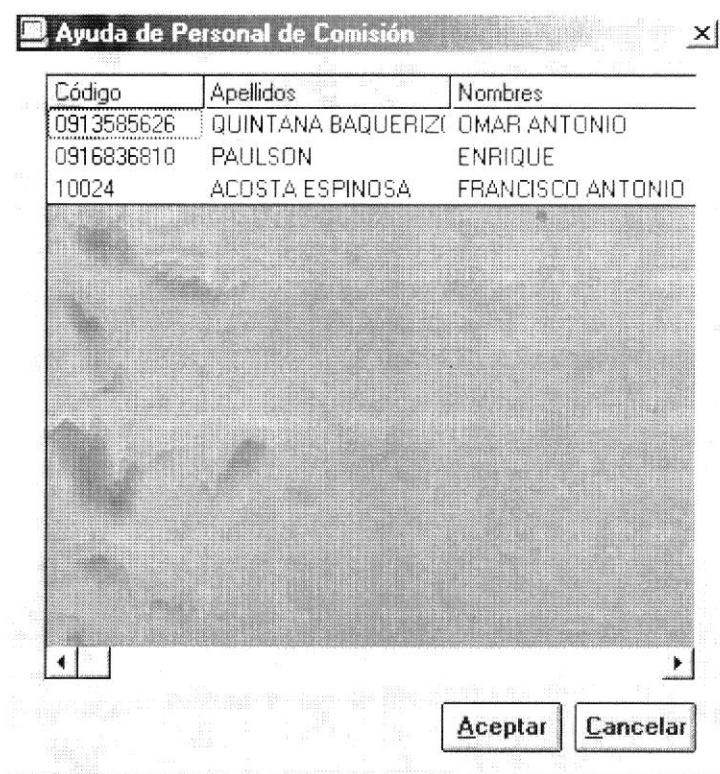 Ayuda de Personal de Comisión
Código Apellidos Nombres
0913585626 QUINTANA BAQUERIZ( OMAR ANTONIO
0916836810 PAULSON ENRIQUE
10024 ACOSTA ESPINOSA FRANCISCO ANTONIO
Aceptar Cancelar